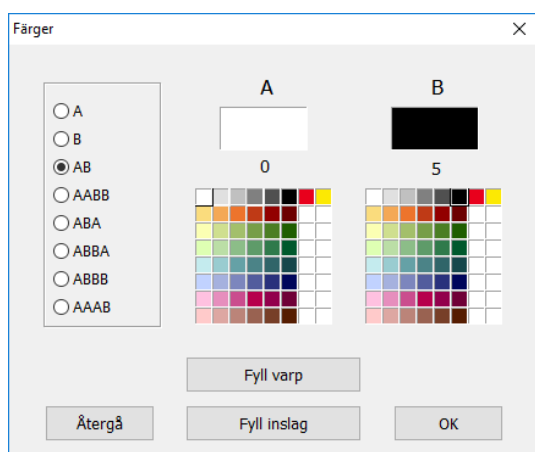 Färger
A
B
AB
AABB
ABA
ABBA
ABBB
AAAB
A
0
B
5
Fyll varp
Återgå
Fyll inslag
OK